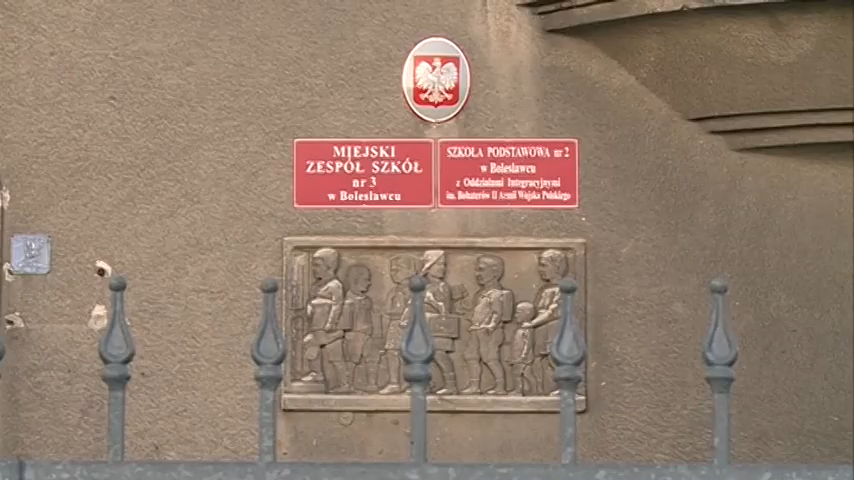 MIEJSKI
ZESPÓŁ SZKÓŁ
nr 3
w Bolesławcu
SZKOŁA PODSTAWOWA nr 2
w Bolesławcu
z Oddziałami Integracyjnymi
im. Bohaterów II Armii Wojska Polskiego